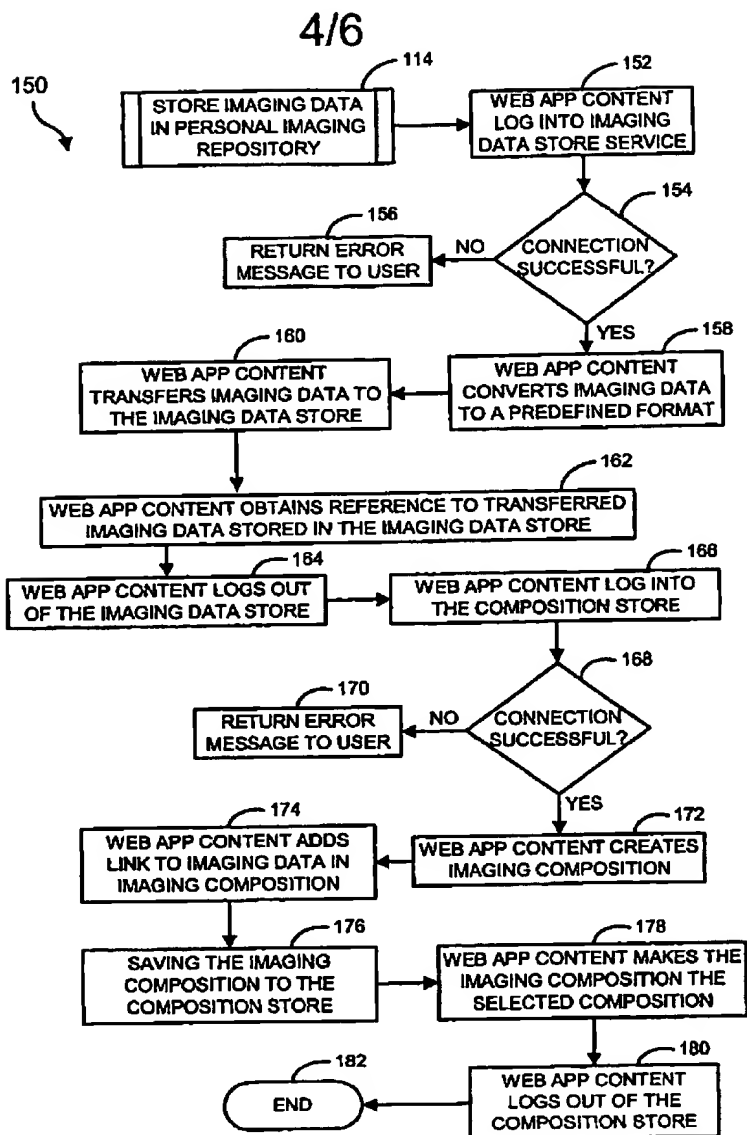 4/6
150
114
STORE IMAGING DATA
IN PERSONAL IMAGING
REPOSITORY
152
WEB APP CONTENT
LOG INTO IMAGING
DATA STORE SERVICE
154
CONNECTION
SUCCESSFUL?
NO
156
RETURN ERROR
MESSAGE TO USER
YES
158
WEB APP CONTENT
CONVERTS IMAGING DATA
TO A PREDEFINED FORMAT
160
WEB APP CONTENT
TRANSFERS IMAGING DATA TO
THE IMAGING DATA STORE
162
WEB APP CONTENT OBTAINS REFERENCE TO TRANSFERRED
IMAGING DATA STORED IN THE IMAGING DATA STORE
164
WEB APP CONTENT LOGS OUT
OF THE IMAGING DATA STORE
166
WEB APP CONTENT LOG INTO
THE COMPOSITION STORE
168
CONNECTION
SUCCESSFUL?
NO
170
RETURN ERROR
MESSAGE TO USER
YES
172
WEB APP CONTENT CREATES
IMAGING COMPOSITION
174
WEB APP CONTENT ADDS
LINK TO IMAGING DATA IN
IMAGING COMPOSITION
176
SAVING THE IMAGING
COMPOSITION TO THE
COMPOSITION STORE
178
WEB APP CONTENT MAKES THE
IMAGING COMPOSITION THE
SELECTED COMPOSITION
180
WEB APP CONTENT
LOGS OUT OF THE
COMPOSITION STORE
182
END